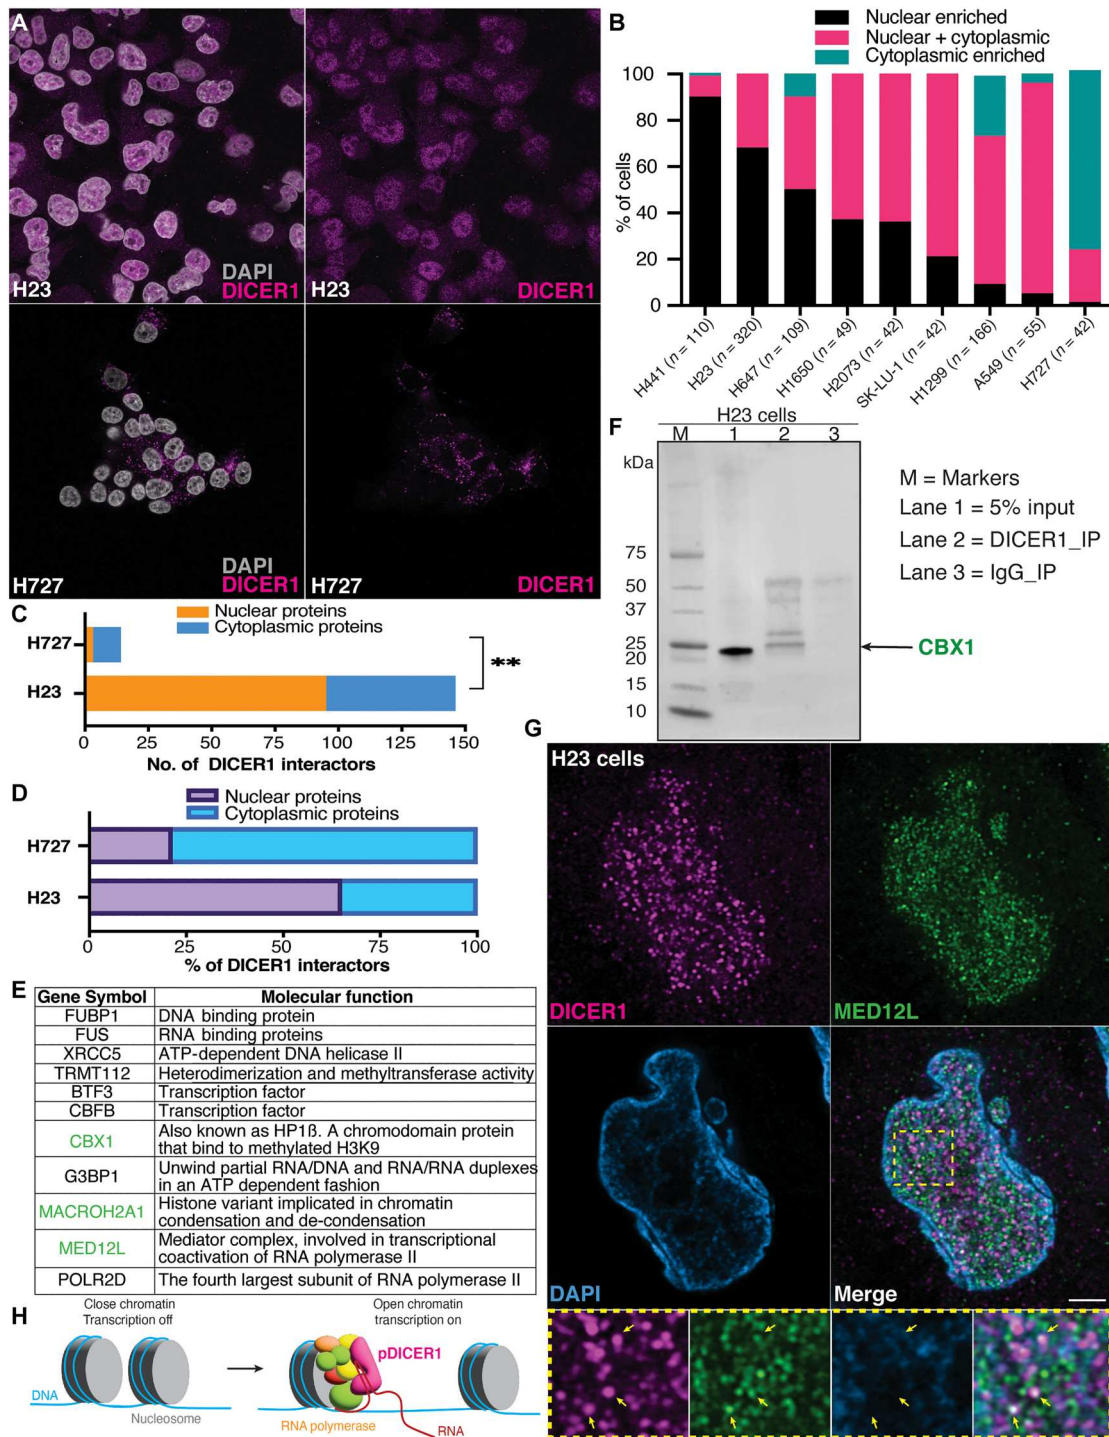 A
DAPI
DICER1
H23
H23
DICER1
DAPI
DICER1
H727
H727
DICER1
B
Nuclear enriched
Nuclear + cytoplasmic
Cytoplasmic enriched
% of cells
100
80
60
40
20
0
H441 (n = 110)
H23 (n = 320)
H647 (n = 109)
H1650 (n = 49)
H2073 (n = 42)
SK-LU-1 (n = 42)
H1299 (n = 166)
A549 (n = 55)
H727 (n = 42)
C
Nuclear proteins
Cytoplasmic proteins
H727
H23
**
0 25 50 75 100 125 150
No. of DICER1 interactors
D
Nuclear proteins
Cytoplasmic proteins
H727
H23
0 25 50 75 100
% of DICER1 interactors
E
Gene Symbol Molecular function
FUBP1 DNA binding protein
FUS RNA binding proteins
XRCC5 ATP-dependent DNA helicase II
TRMT112 Heterodimerization and methyltransferase activity
BTF3 Transcription factor
CBFB Transcription factor
CBX1 Also known as HP1ß. A chromodomain protein
that bind to methylated H3K9
G3BP1 Unwind partial RNA/DNA and RNA/RNA duplexes
in an ATP dependent fashion
MACROH2A1 Histone variant implicated in chromatin
condensation and de-condensation
MED12L Mediator complex, involved in transcriptional
coactivation of RNA polymerase II
POLR2D The fourth largest subunit of RNA polymerase II
F
H23 cells
M 1 2 3
kDa
75
50
37
25
20
15
10
M = Markers
Lane 1 = 5% input
Lane 2 = DICER1_IP
Lane 3 = IgG_IP
CBX1
G
H23 cells
DICER1
MED12L
DAPI
Merge
H
Close chromatin
Transcription off
Open chromatin
transcription on
pDICER1
DNA
Nucleosome
RNA polymerase
RNA